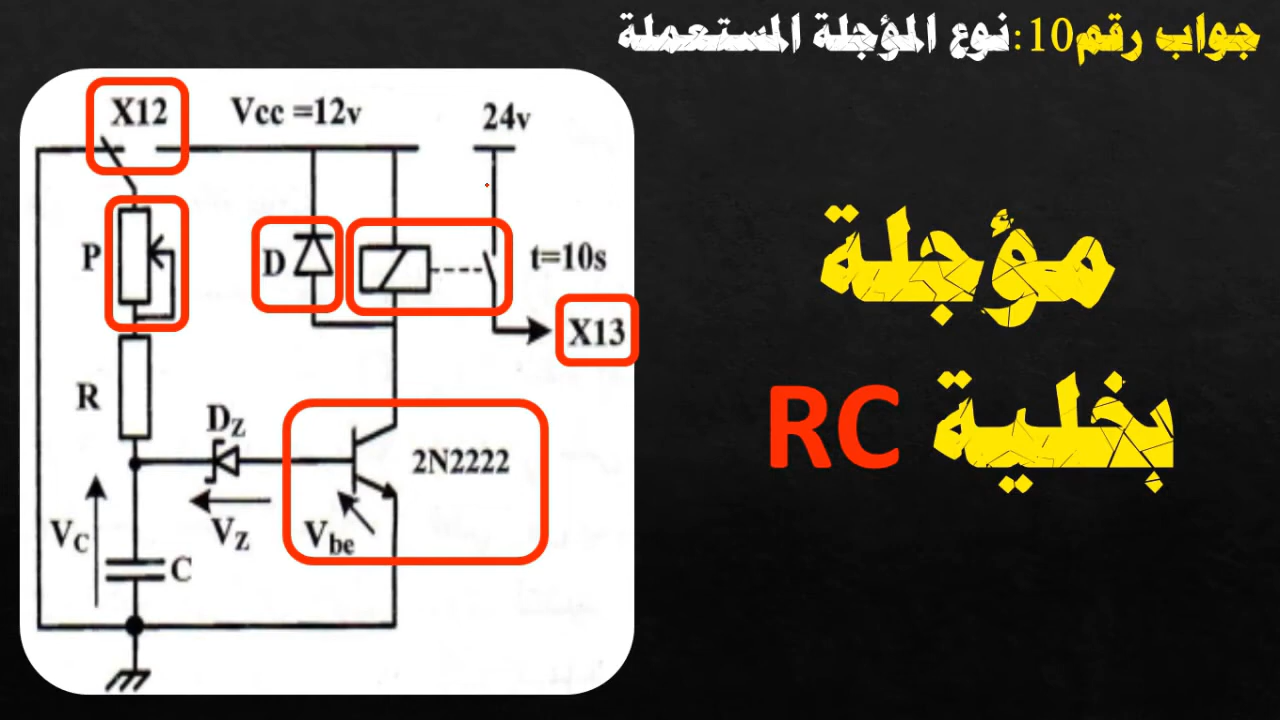 جواب رقم10:نوع المؤجلة المستعملة
X12
Vcc =12v
24v
P
D
t=10s
X13
R
DZ
2N2222
VC
VZ
Vbe
C
مؤجلة
بخلية RC